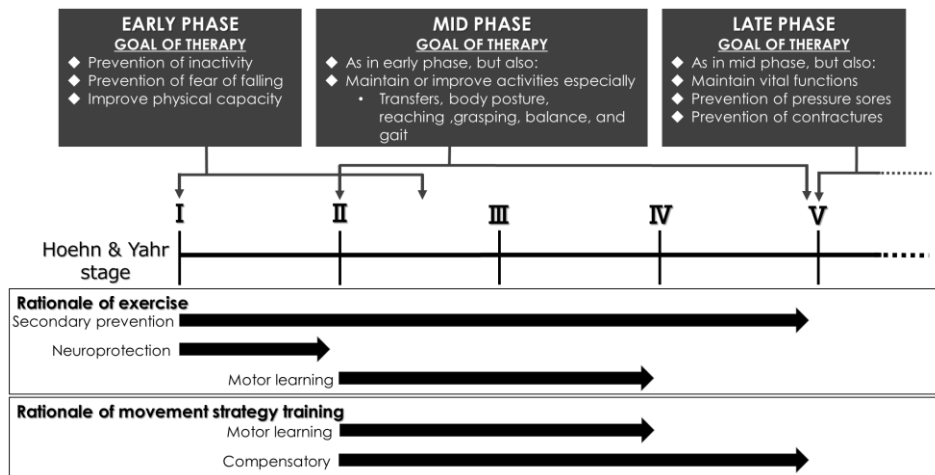 EARLY PHASE
GOAL OF THERAPY
◆ Prevention of inactivity
◆ Prevention of fear of falling
◆ Improve physical capacity
MID PHASE
GOAL OF THERAPY
◆ As in early phase, but also:
◆ Maintain or improve activities especially
• Transfers, body posture,
reaching ,grasping, balance, and
gait
LATE PHASE
GOAL OF THERAPY
◆ As in mid phase, but also:
◆ Maintain vital functions
◆ Prevention of pressure sores
◆ Prevention of contractures
I II III IV V
Hoehn & Yahr
stage
Rationale of exercise
Secondary prevention
Neuroprotection
Motor learning
Rationale of movement strategy training
Motor learning
Compensatory